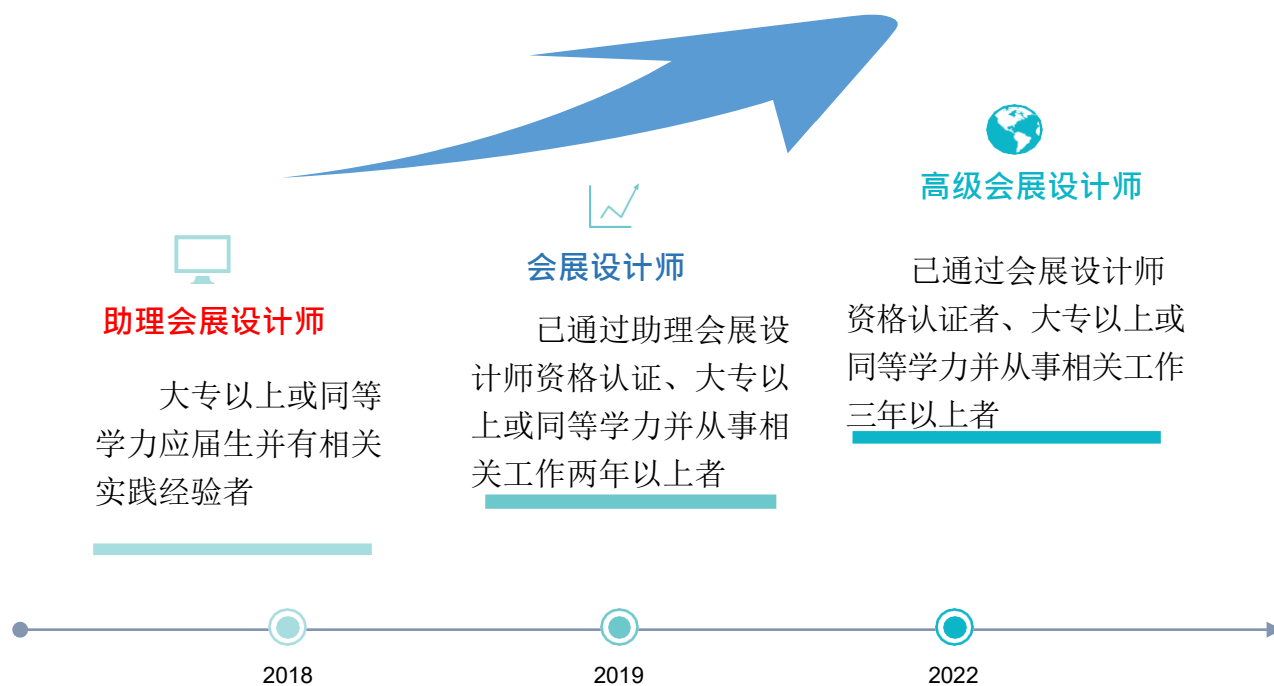 助理会展设计师
大专以上或同等
学力应届生并有相关
实践经验者
会展设计师
已通过助理会展设
计师资格认证、大专以
上或同等学力并从事相
关工作两年以上者
高级会展设计师
已通过会展设计师
资格认证者、大专以上或
同等学力并从事相关工作
三年以上者
2018
2019
2022